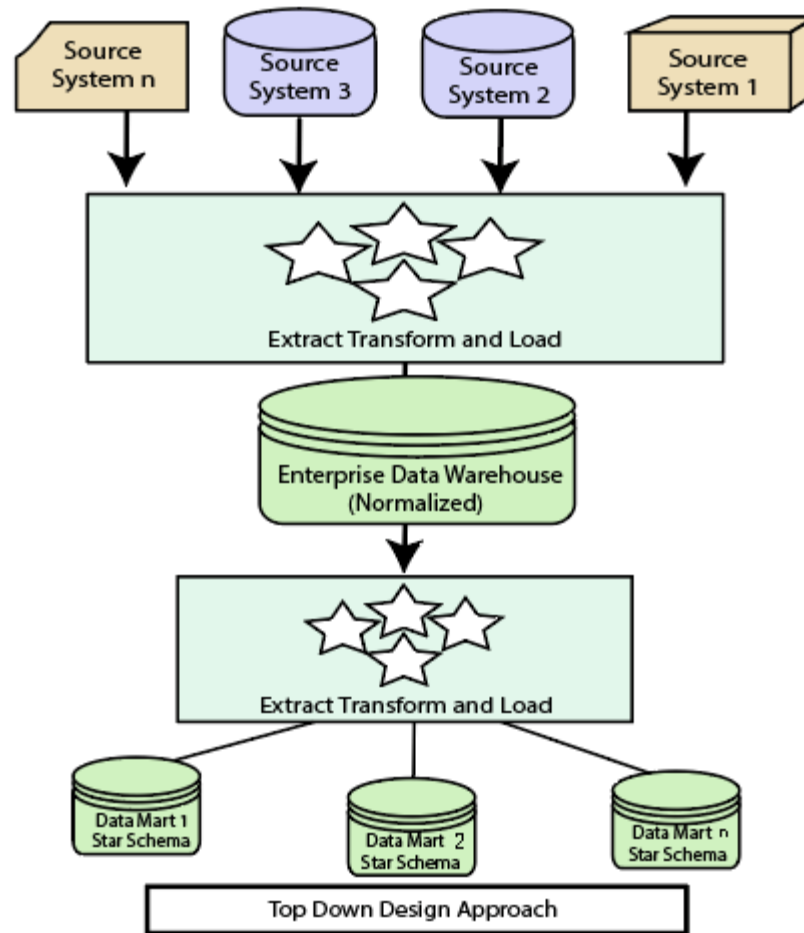 Source
System n
Source
System 3
Source
System 2
Source
System 1
Extract Transform and Load
Enterprise Data Warehouse
(Normalized)
Extract Transform and Load
Data Mart 1
Star Schema
Data Mart 2
Star Schema
Data Mart n
Star Schema
Top Down Design Approach